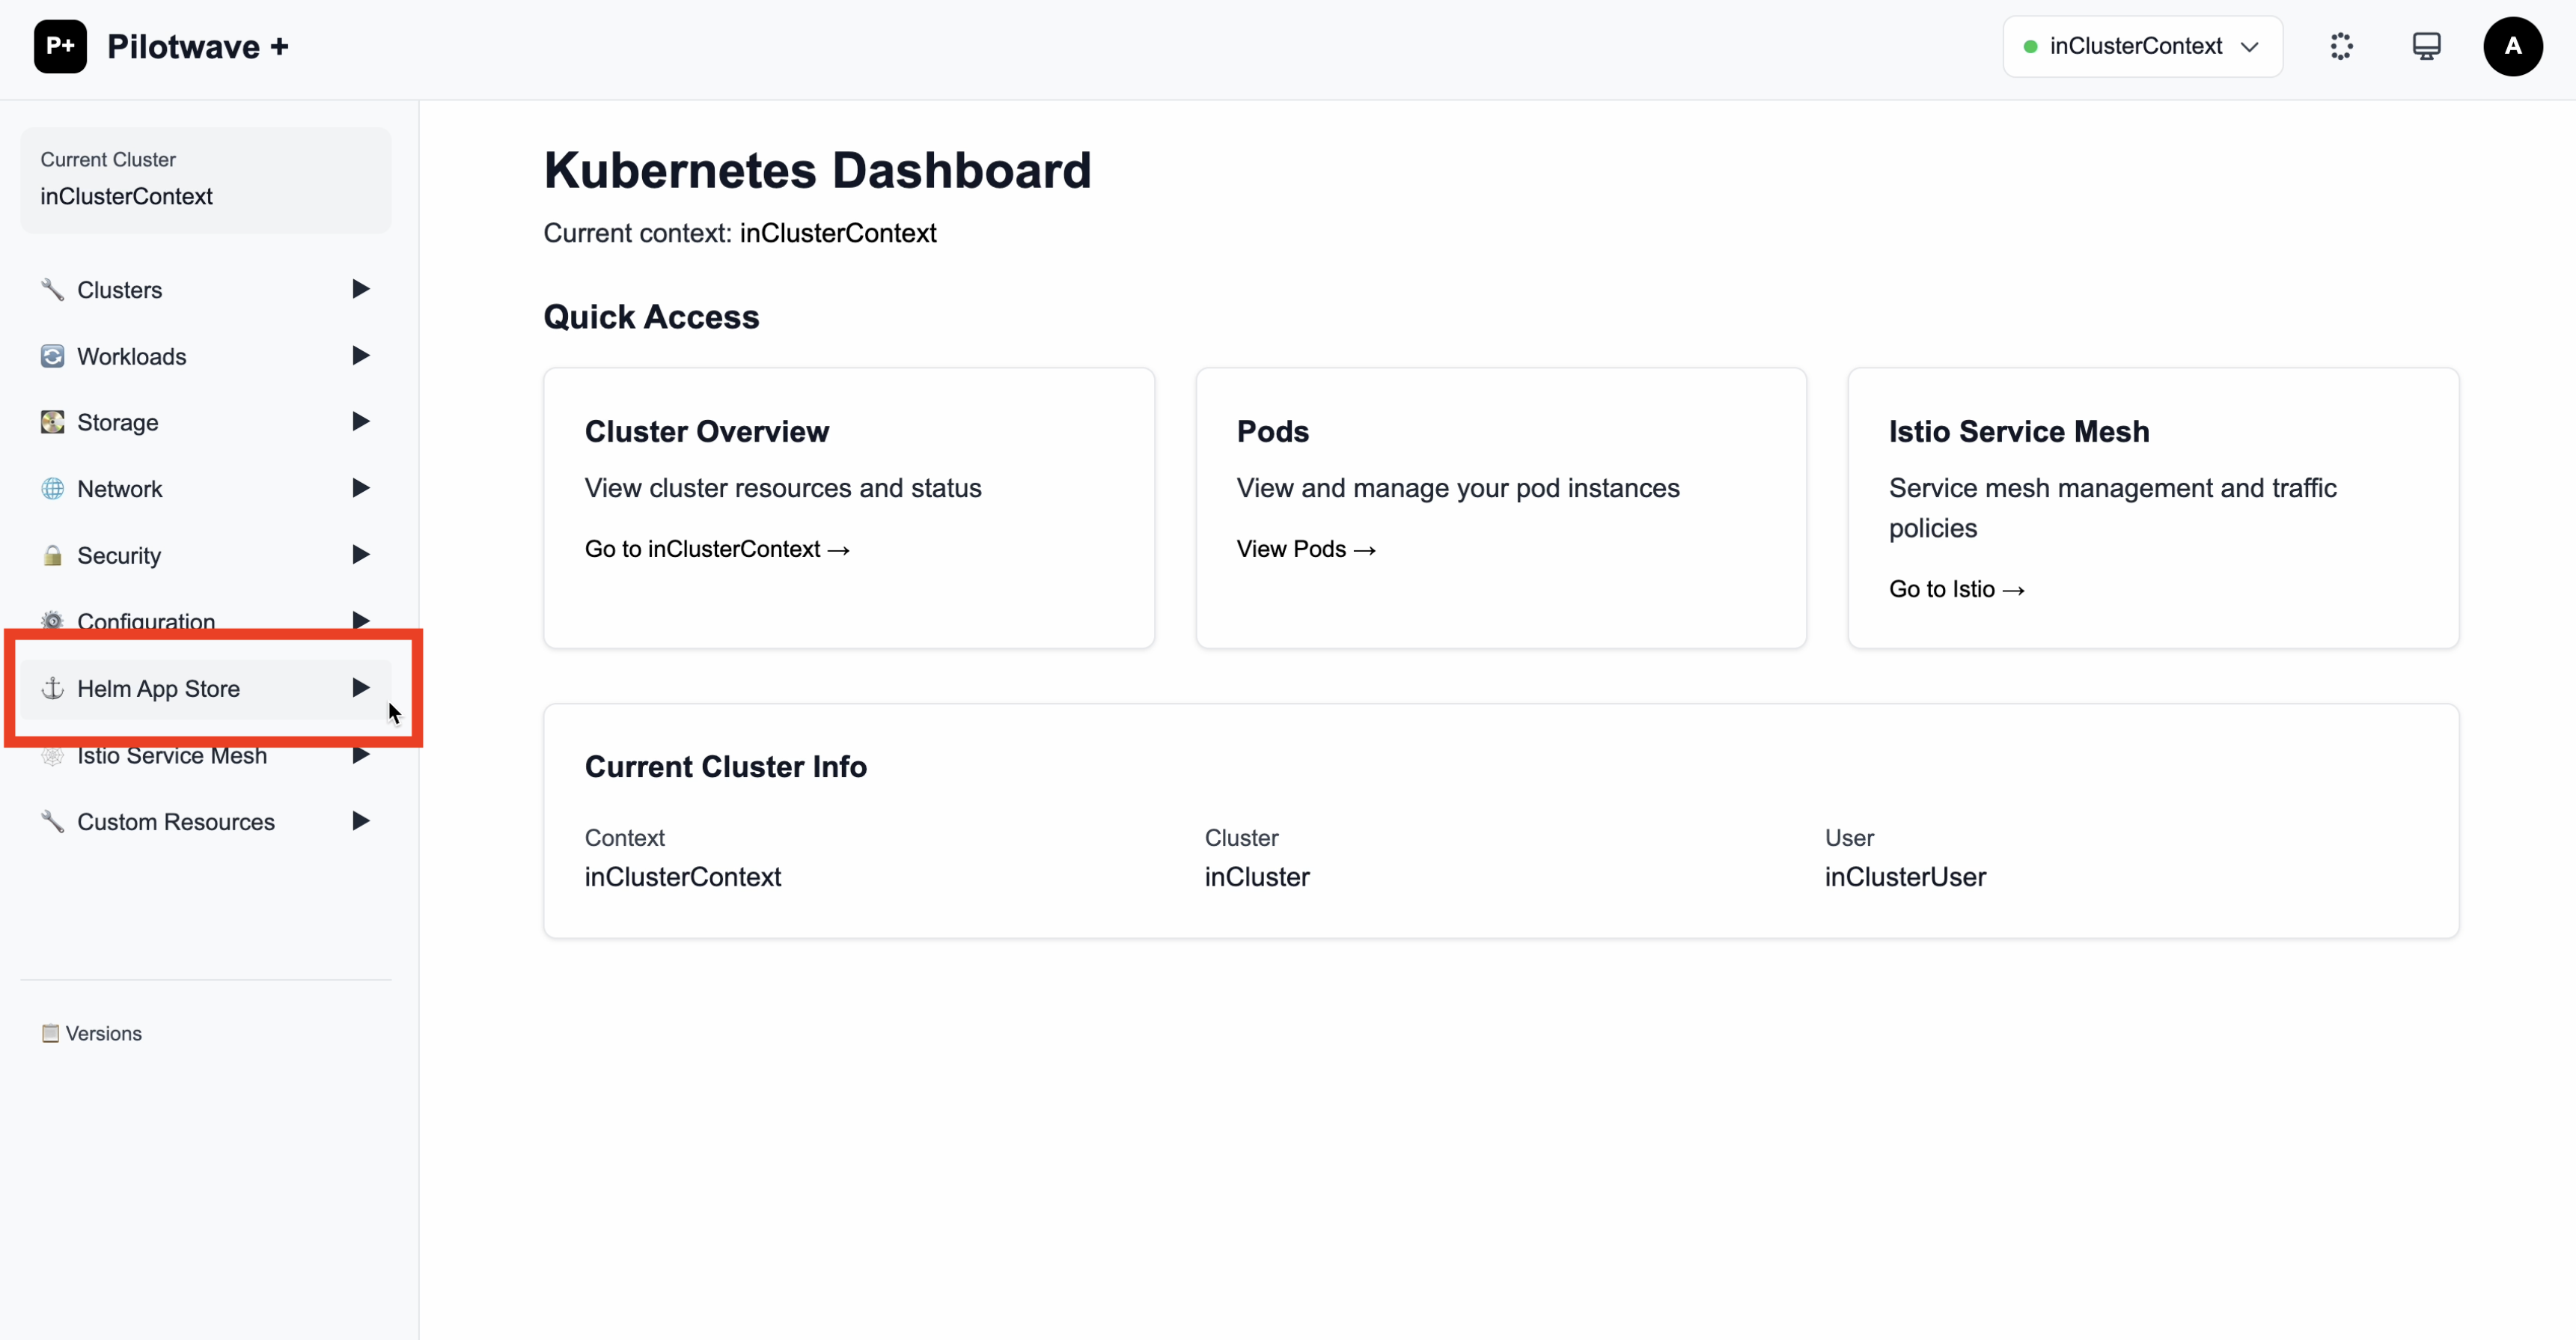 P+ Pilotwave +
inClusterContext
A
Current Cluster
inClusterContext
Clusters
Workloads
Storage
Network
Security
Configuration
Helm App Store
Istio Service Mesh
Custom Resources
Versions
Kubernetes Dashboard
Current context: inClusterContext
Quick Access
Cluster Overview
View cluster resources and status
Go to inClusterContext →
Pods
View and manage your pod instances
View Pods →
Istio Service Mesh
Service mesh management and traffic
policies
Go to Istio →
Current Cluster Info
Context
inClusterContext
Cluster
inCluster
User
inClusterUser